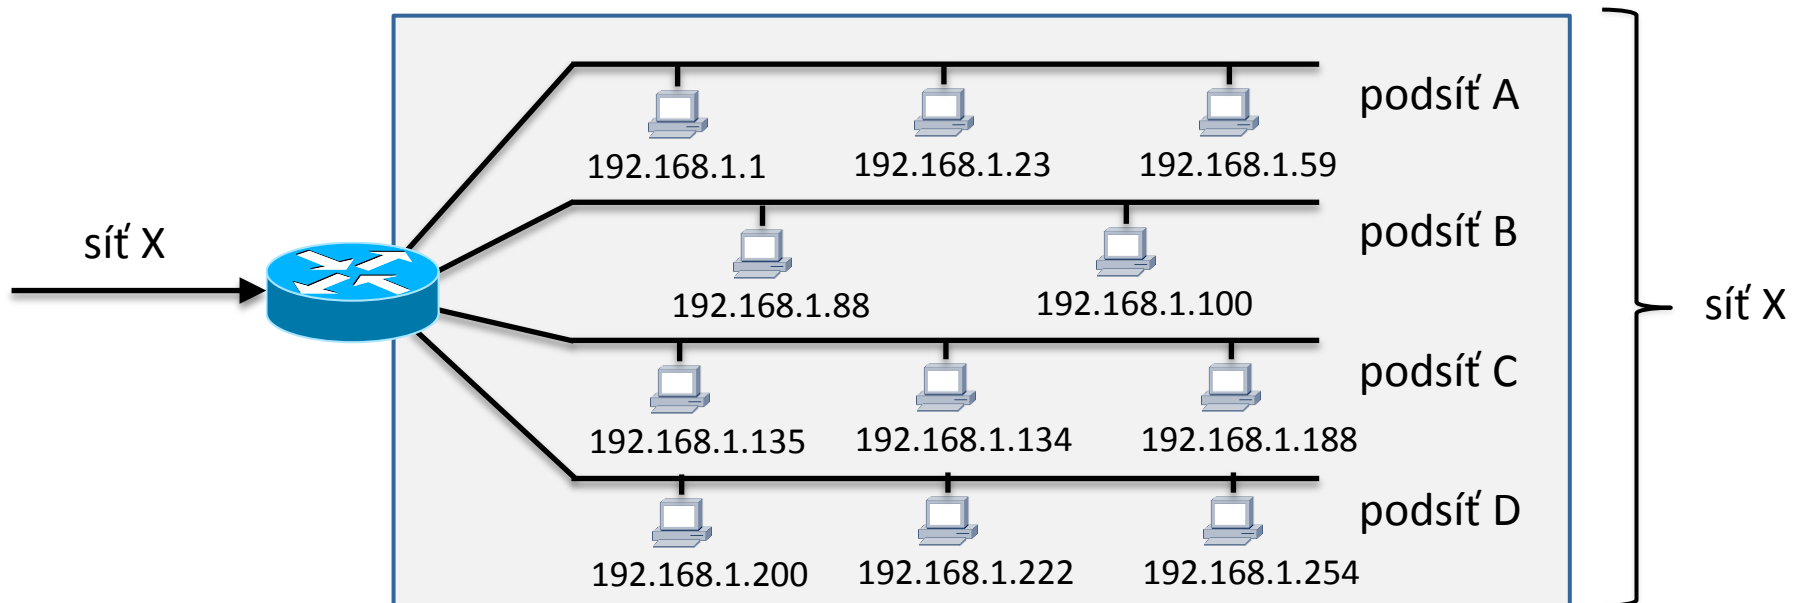 podsíť A
192.168.1.1 192.168.1.23 192.168.1.59
síť X
podsíť B
192.168.1.88 192.168.1.100
síť X
podsíť C
192.168.1.135 192.168.1.134 192.168.1.188
podsíť D
192.168.1.200 192.168.1.222 192.168.1.254